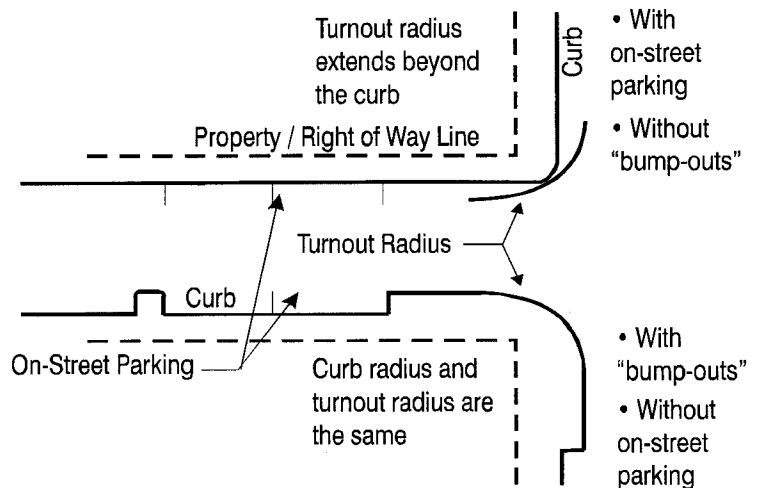 Turnout radius
extends beyond
the curb
Curb
• With
on-street
parking
• Without
“bump-outs”
Property / Right of Way Line
Turnout Radius
Curb
On-Street Parking
Curb radius and
turnout radius are
the same
• With
“bump-outs”
• Without
on-street
parking